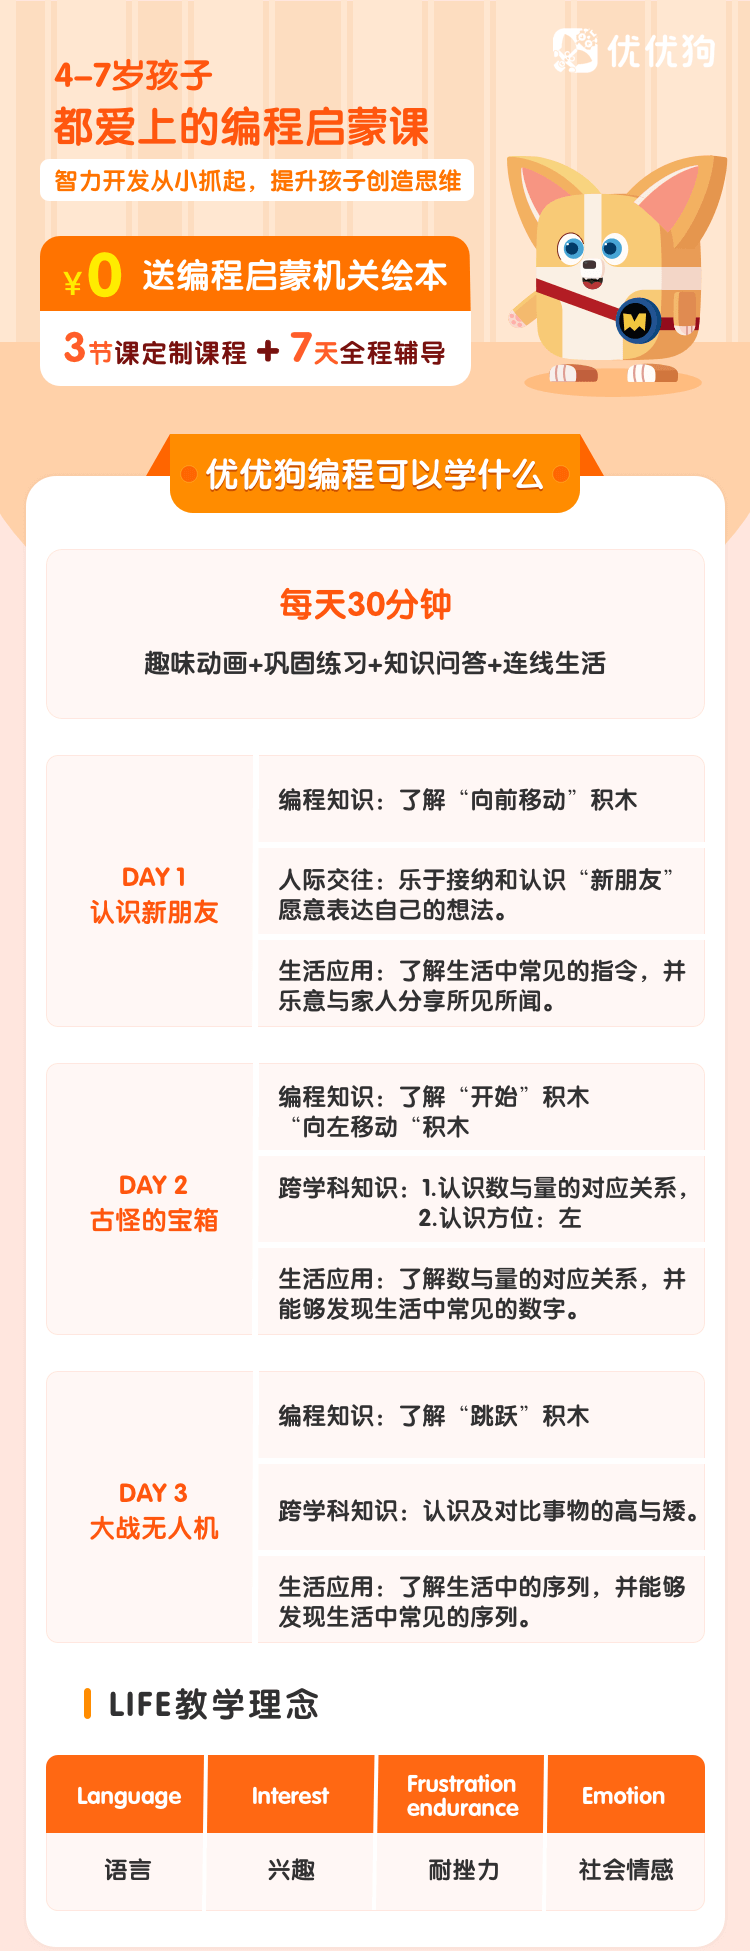 优优狗
4-7岁孩子
都爱上的编程启蒙课
智力开发从小抓起，提升孩子创造思维
¥0 送编程启蒙机关绘本
3节课定制课程 + 7天全程辅导
优优狗编程可以学什么
每天30分钟
趣味动画+巩固练习+知识问答+连线生活
DAY 1
认识新朋友
编程知识：了解“向前移动”积木
人际交往：乐于接纳和认识“新朋友”
愿意表达自己的想法。
生活应用：了解生活中常见的指令，并
乐意与家人分享所见所闻。
DAY 2
古怪的宝箱
编程知识：了解“开始”积木
“向左移动“积木
跨学科知识：1.认识数与量的对应关系，
2.认识方位：左
生活应用：了解数与量的对应关系，并
能够发现生活中常见的数字。
DAY 3
大战无人机
编程知识：了解“跳跃”积木
跨学科知识：认识及对比事物的高与矮。
生活应用：了解生活中的序列，并能够
发现生活中常见的序列。
LIFE教学理念
Language
Interest
Frustration
endurance
Emotion
语言
兴趣
耐挫力
社会情感